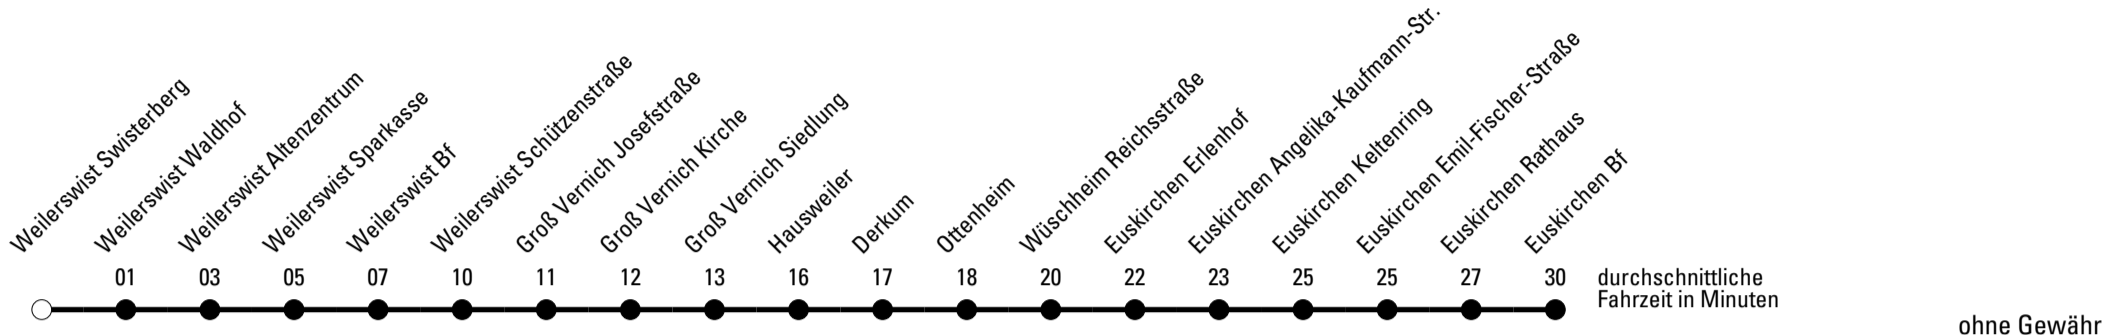 Weilerswist Swisterberg
Weilerswist Waldhof
Weilerswist Altenzentrum
Weilerswist Sparkasse
Weilerswist Bf
Weilerswist Schützenstraße
Groß Vernich Josefstraße
Groß Vernich Kirche
Groß Vernich Siedlung
Hausweiler
Derkum
Ottenheim
Wüschheim Reichsstraße
Euskirchen Erlenhof
Euskirchen Angelika-Kaufmann-Str.
Euskirchen Keltenring
Euskirchen Emil-Fischer-Straße
Euskirchen Rathaus
Euskirchen Bf
01 03 05 07 10 11 12 13 16 17 18 20 22 23 25 25 27 30
durchschnittliche
Fahrzeit in Minuten
ohne Gewähr